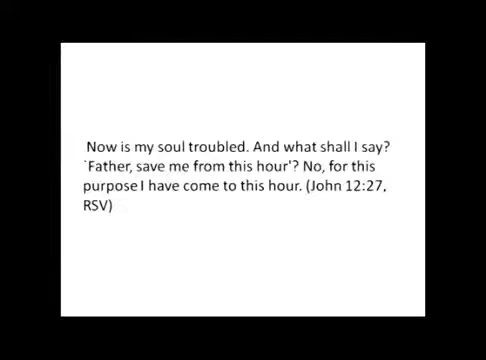 Now is my soul troubled. And what shall I say?
`Father, save me from this hour'? No, for this
purpose I have come to this hour. (John 12:27,
RSV)